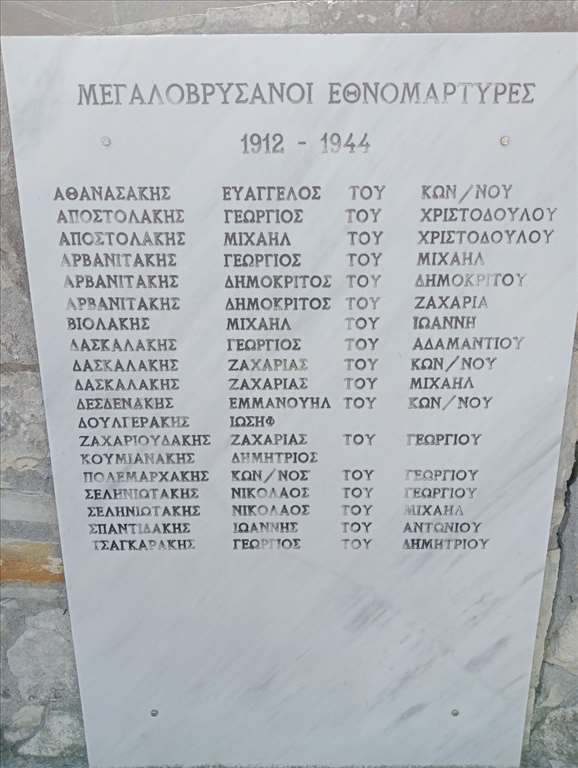 ΜΕΓΑΛΟΒΡΥΣΑΝΟΙ ΕΘΝΟΜΑΡΤΥΡΕΣ
1912 - 1944
ΑΘΑΝΑΣΑΚΗΣ ΕΥΑΓΓΕΛΟΣ ΤΟΥ ΚΩΝ/ΝΟΥ
ΑΠΟΣΤΟΛΑΚΗΣ ΓΕΩΡΓΙΟΣ ΤΟΥ ΧΡΙΣΤΟΔΟΥΛΟΥ
ΑΠΟΣΤΟΛΑΚΗΣ ΜΙΧΑΗΛ ΤΟΥ ΧΡΙΣΤΟΔΟΥΛΟΥ
ΑΡΒΑΝΙΤΑΚΗΣ ΓΕΩΡΓΙΟΣ ΤΟΥ ΜΙΧΑΗΛ
ΑΡΒΑΝΙΤΑΚΗΣ ΔΗΜΟΚΡΙΤΟΣ ΤΟΥ ΔΗΜΟΚΡΙΤΟΥ
ΑΡΒΑΝΙΤΑΚΗΣ ΔΗΜΟΚΡΙΤΟΣ ΤΟΥ ΖΑΧΑΡΙΑ
ΒΙΟΛΑΚΗΣ ΜΙΧΑΗΛ ΤΟΥ ΙΩΑΝΝΗ
ΔΑΣΚΑΛΑΚΗΣ ΓΕΩΡΓΙΟΣ ΤΟΥ ΑΔΑΜΑΝΤΙΟΥ
ΔΑΣΚΑΛΑΚΗΣ ΖΑΧΑΡΙΑΣ ΤΟΥ ΚΩΝ/ΝΟΥ
ΔΑΣΚΑΛΑΚΗΣ ΖΑΧΑΡΙΑΣ ΤΟΥ ΜΙΧΑΗΛ
ΔΕΣΔΕΝΑΚΗΣ ΕΜΜΑΝΟΥΗΛ ΤΟΥ ΚΩΝ/ΝΟΥ
ΔΟΥΛΓΕΡΑΚΗΣ ΙΩΣΗΦ
ΖΑΧΑΡΙΟΥΔΑΚΗΣ ΖΑΧΑΡΙΑΣ ΤΟΥ ΓΕΩΡΓΙΟΥ
ΚΟΥΜΙΑΝΑΚΗΣ ΔΗΜΗΤΡΙΟΣ
ΠΟΛΕΜΑΡΧΑΚΗΣ ΚΩΝ/ΝΟΣ ΤΟΥ ΓΕΩΡΓΙΟΥ
ΣΕΛΗΝΙΩΤΑΚΗΣ ΝΙΚΟΛΑΟΣ ΤΟΥ ΓΕΩΡΓΙΟΥ
ΣΕΛΗΝΙΩΤΑΚΗΣ ΝΙΚΟΛΑΟΣ ΤΟΥ ΜΙΧΑΗΛ
ΣΠΑΝΤΙΔΑΚΗΣ ΙΩΑΝΝΗΣ ΤΟΥ ΑΝΤΩΝΙΟΥ
ΤΣΑΓΚΑΡΑΚΗΣ ΓΕΩΡΓΙΟΣ ΤΟΥ ΔΗΜΗΤΡΙΟΥ